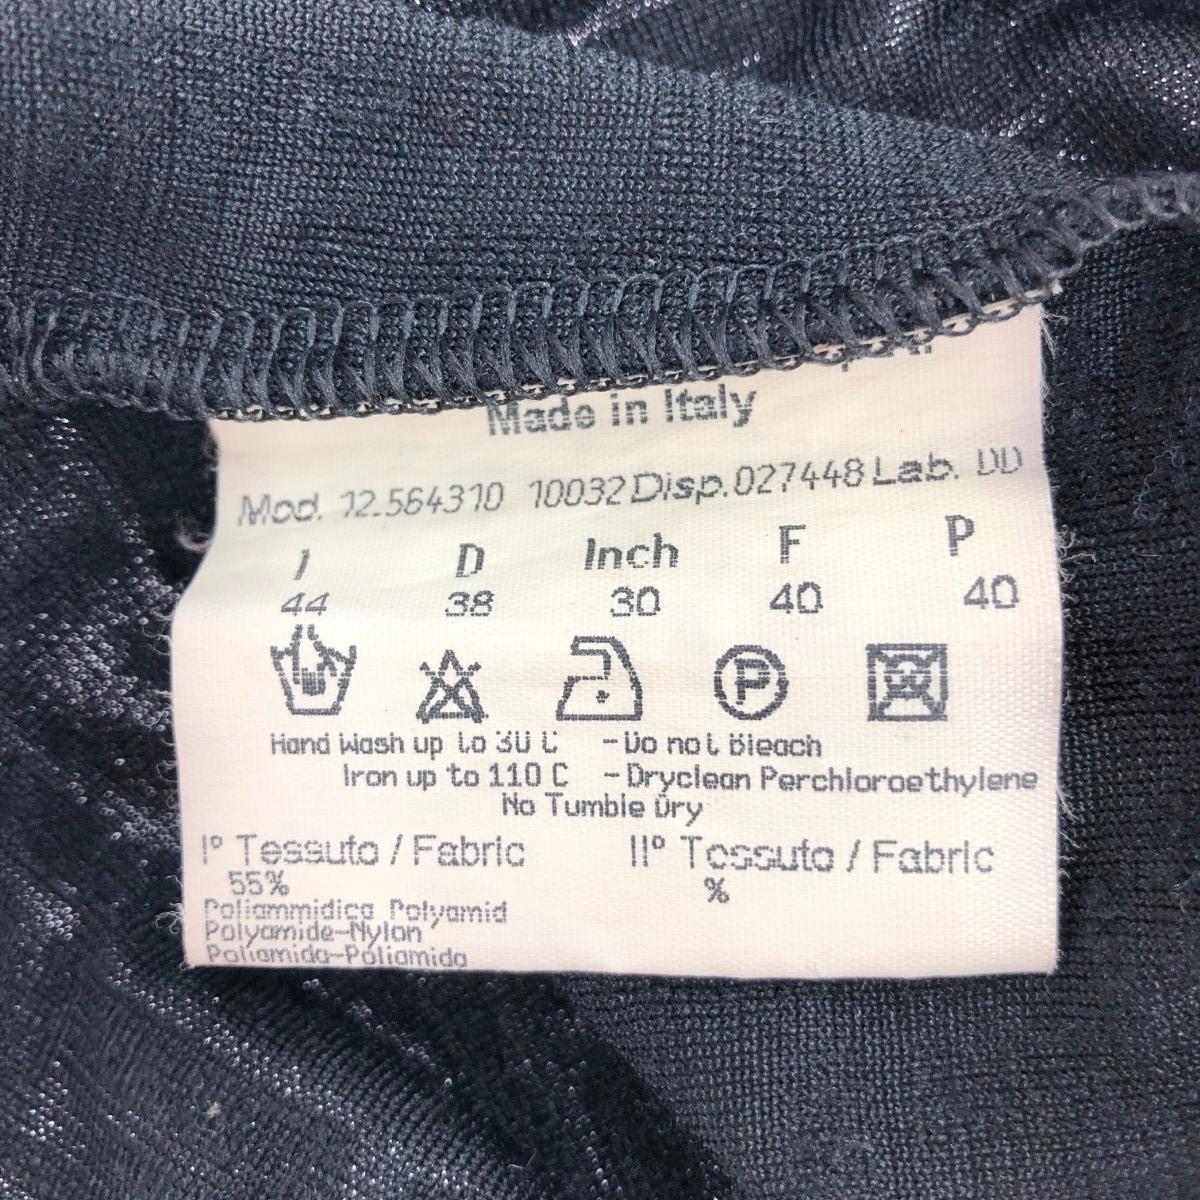 Made in Italy
Mod. 12.564310 10032 Disp.027448 Lab. DD
I D Inch F P
44 38 30 40 40
P
Hand Wash up to 30 C - Do not Bleach
Iron up to 110 C - Dryclean Perchloroethylene
No Tumble Dry
I° Tessuto / Fabric II° Tessuto / Fabric
55% %
Poliammidica Polyamid
Polyamide-Nylon
Poliamida-Poliamida